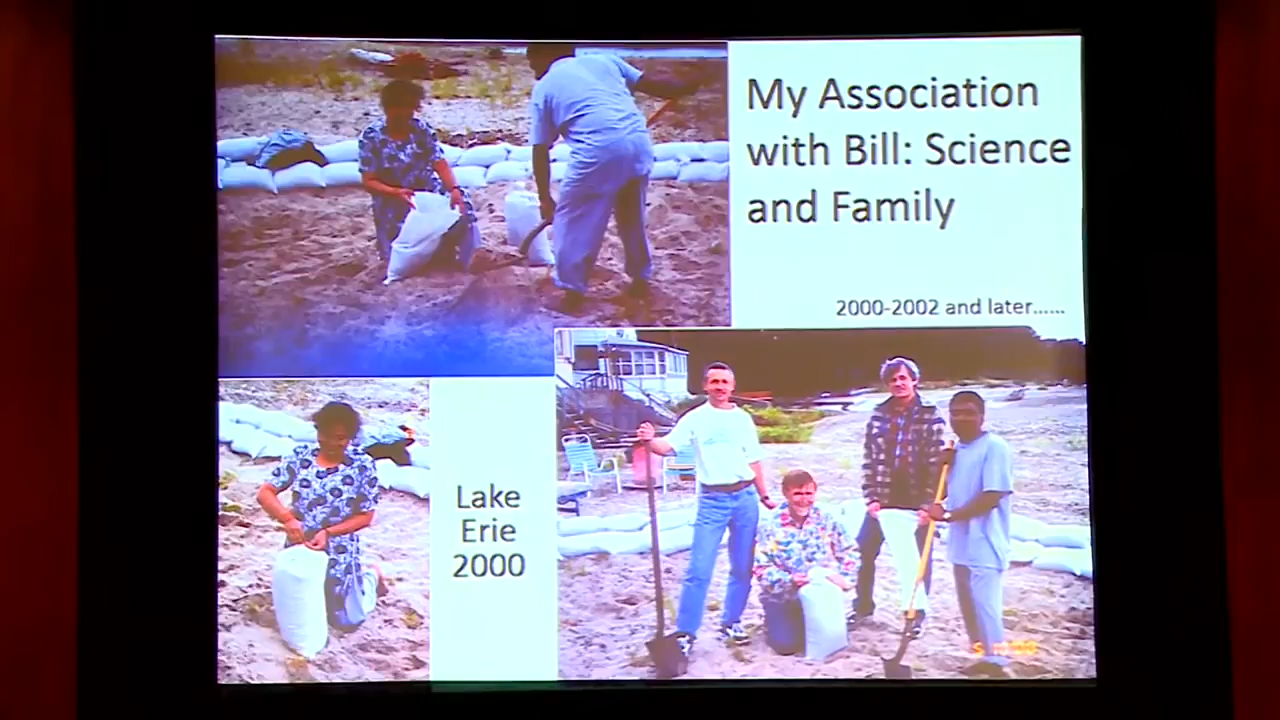 My Association
with Bill: Science
and Family
2000-2002 and later......
Lake
Erie
2000